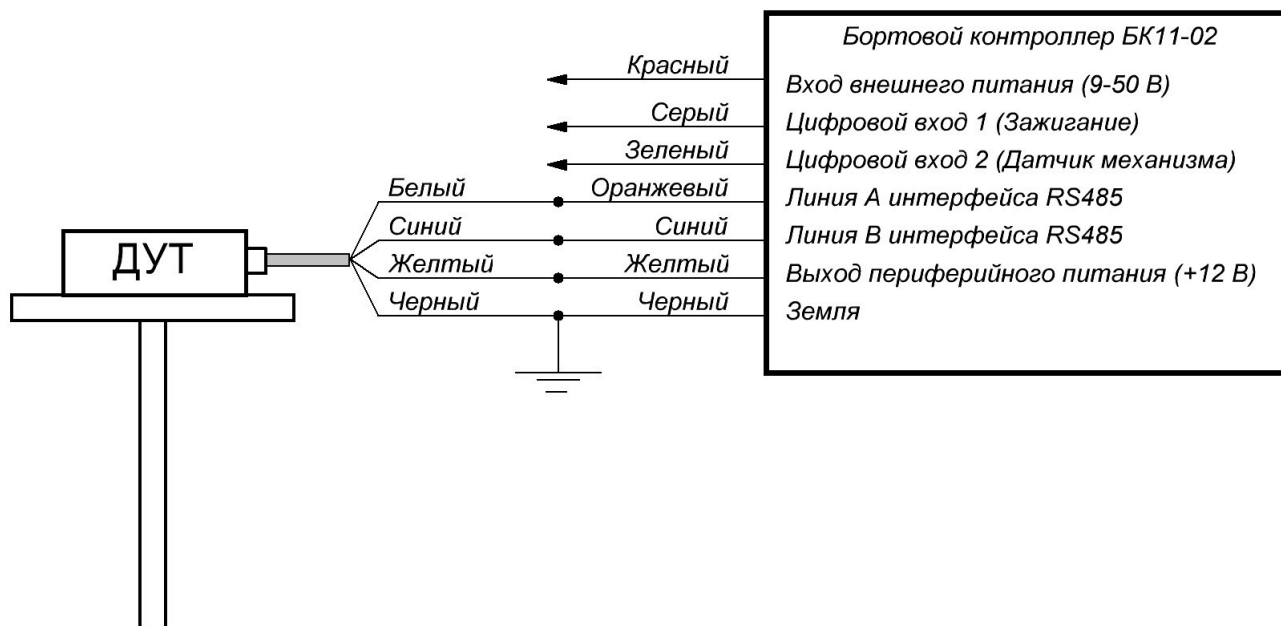 Бортовой контроллер БК11-02
Красный
Вход внешнего питания (9-50 В)
Серый
Цифровой вход 1 (Зажигание)
Зеленый
Цифровой вход 2 (Датчик механизма)
Белый
Оранжевый
Линия А интерфейса RS485
Синий
Синий
Линия В интерфейса RS485
ДУТ
Желтый
Желтый
Выход периферийного питания (+12 В)
Черный
Черный
Земля